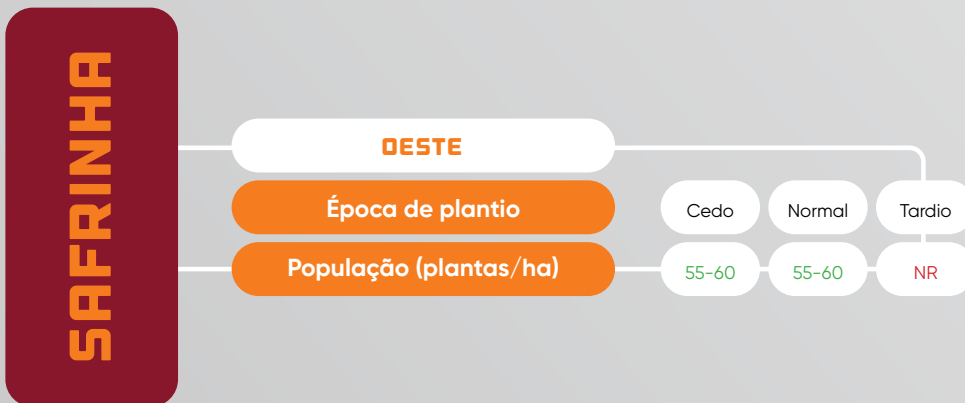 SAFRINHA
OESTE
Época de plantio
Cedo
Normal
Tardio
População (plantas/ha)
55-60
55-60
NR